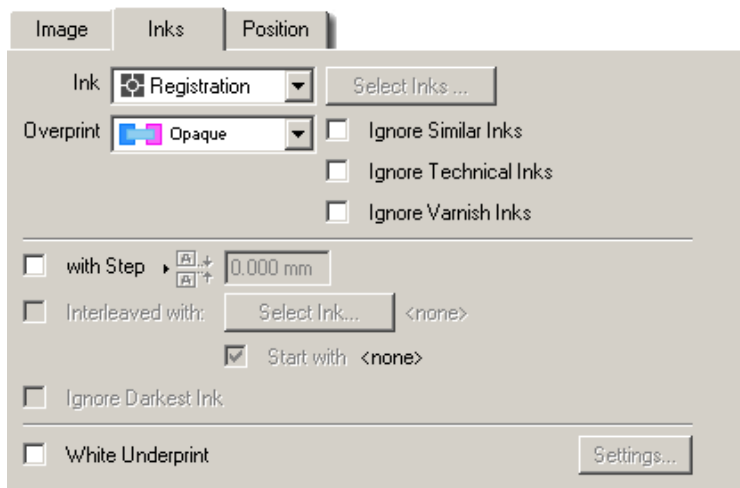 Image Inks Position
Ink Registration Select Inks ...
Overprint Opaque Ignore Similar Inks
Ignore Technical Inks
Ignore Varnish Inks
with Step A A 0.000 mm
Interleaved with: Select Ink... <none>
Start with <none>
Ignore Darkest Ink
White Underprint Settings...